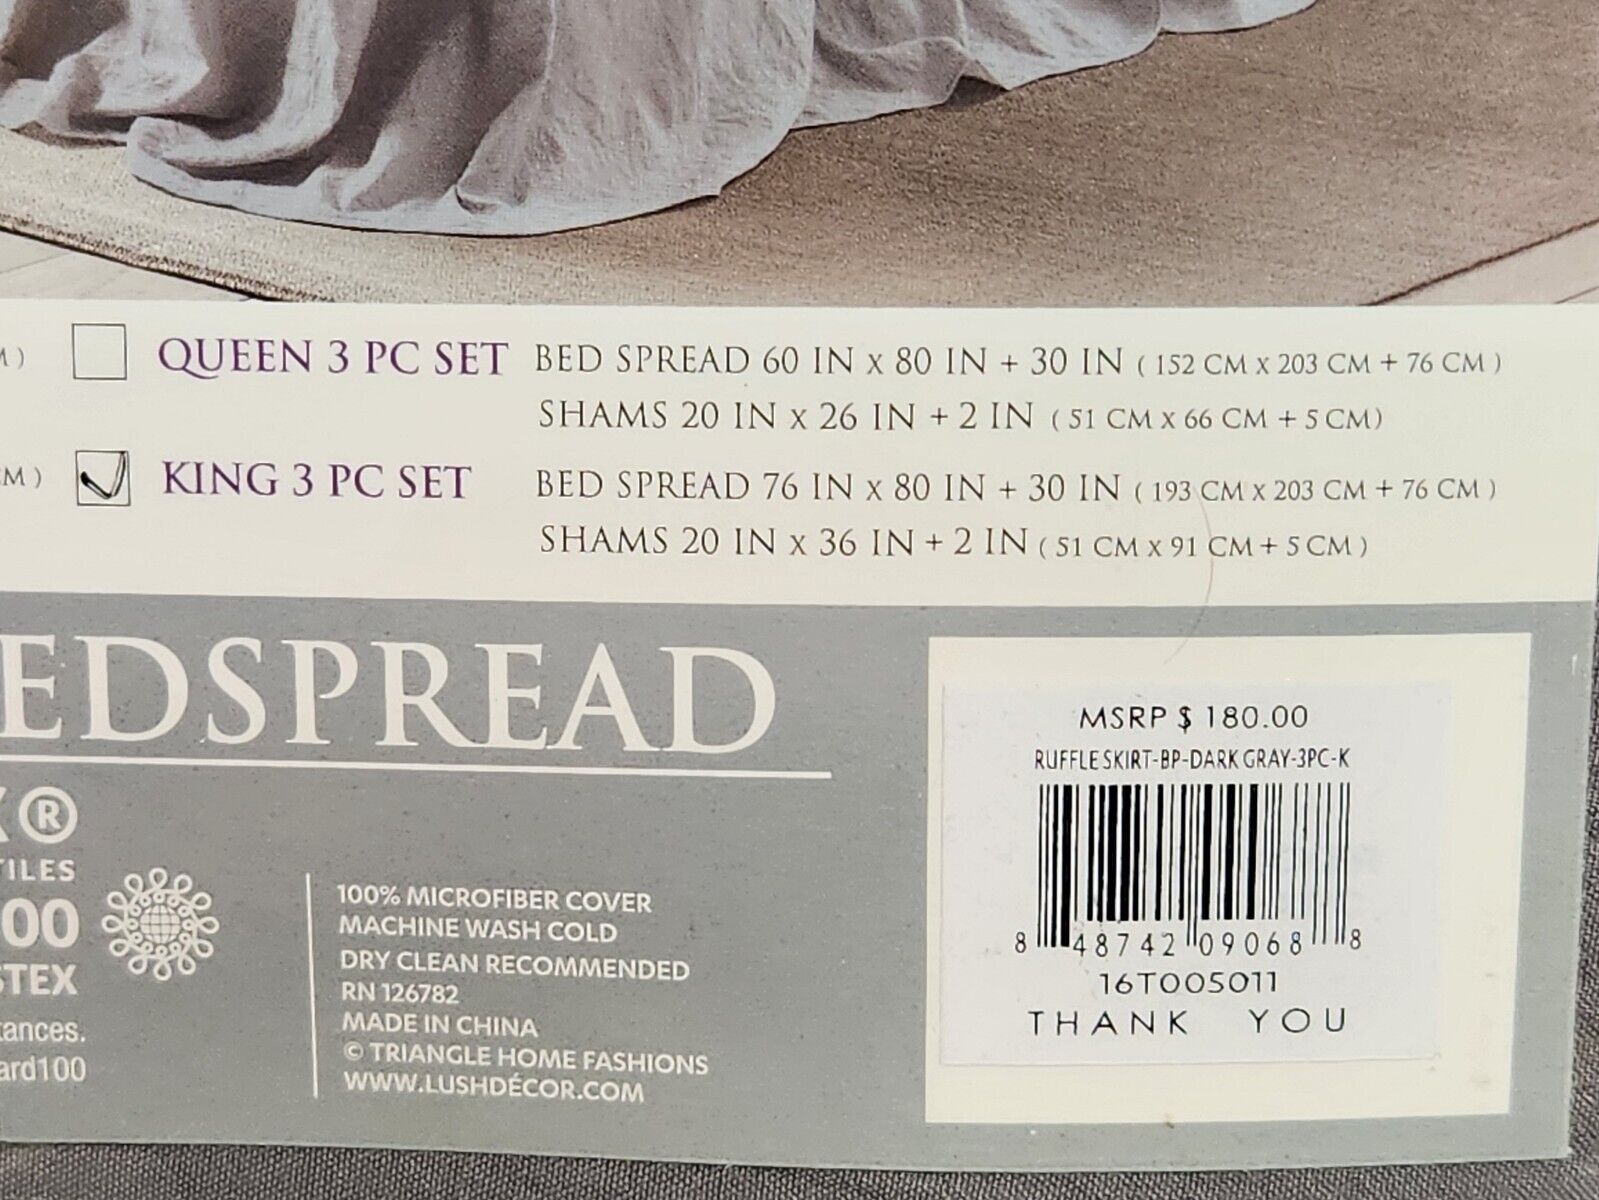 QUEEN 3 PC SET BED SPREAD 60 IN X 80 IN + 30 IN ( 152 CM X 203 CM + 76 CM )
SHAMS 20 IN X 26 IN + 2 IN ( 51 CM X 66 CM + 5 CM)
M ) KING 3 PC SET BED SPREAD 76 IN X 80 IN + 30 IN ( 193 CM X 203 CM + 76 CM )
SHAMS 20 IN X 36 IN + 2 IN ( 51 CM X 91 CM + 5 CM )
EDSPREAD
X®
TILES
00
STEX
tances.
ard100
100% MICROFIBER COVER
MACHINE WASH COLD
DRY CLEAN RECOMMENDED
RN 126782
MADE IN CHINA
© TRIANGLE HOME FASHIONS
WWW.LUSHDÉCOR.COM
MSRP $ 180.00
RUFFLE SKIRT-BP-DARK GRAY-3PC-K
8 48742 09068 8
16T005011
THANK YOU